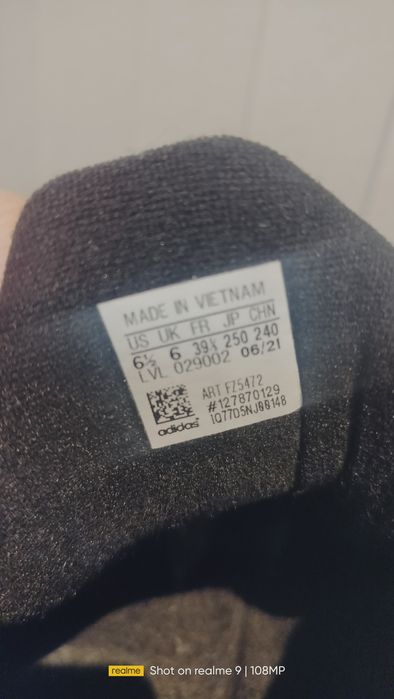 MADE IN VIETNAM
US UK FR JP CHN
6½ 6 39⅓ 250 240
LVL 029002 06/21
ART FZ5472
#127870129
1Q77D5NJ00148
adidas
realme Shot on realme 9 | 108MP